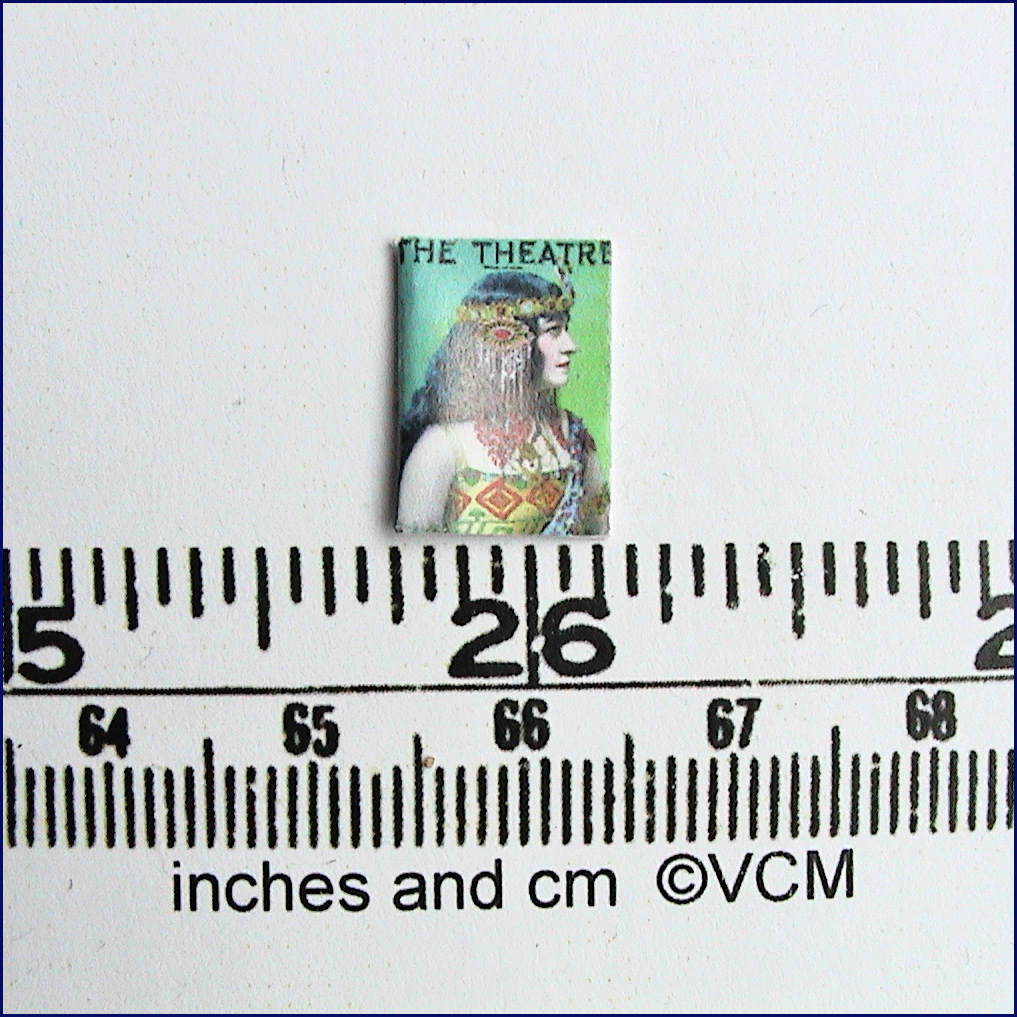 THE THEATRE
5 26 2
64 65 66 67 68
inches and cm ©VCM